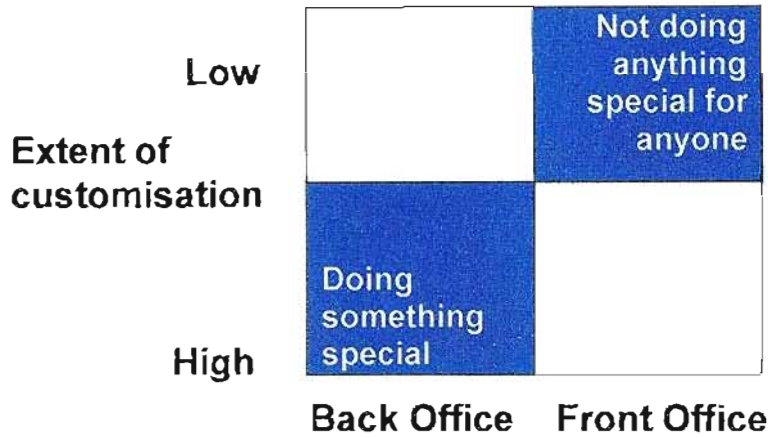 Low
Not doing
anything
special for
anyone
Extent of
customisation
Doing
something
special
High
Back Office
Front Office